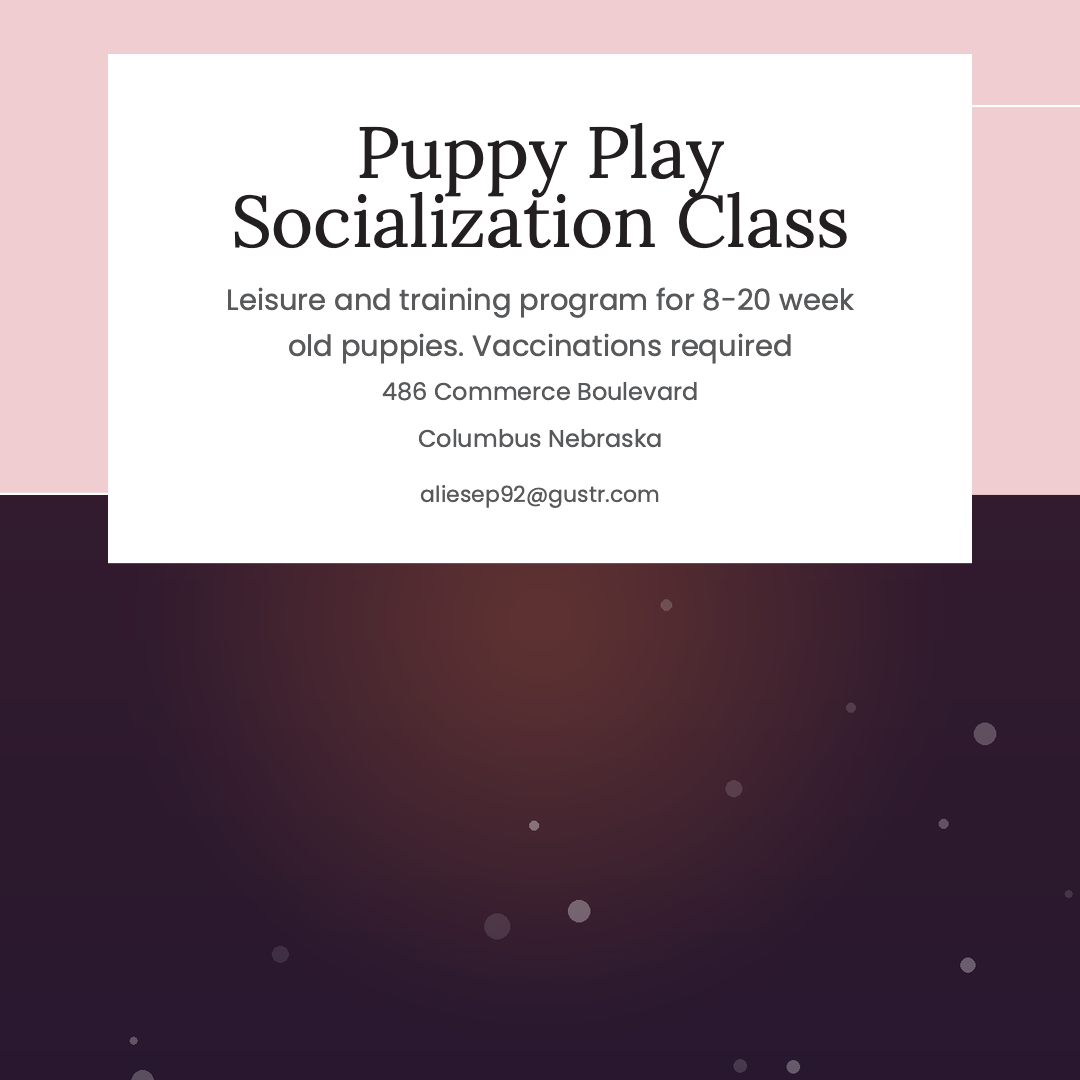 Puppy Play
Socialization Class
Leisure and training program for 8-20 week
old puppies. Vaccinations required
486 Commerce Boulevard
Columbus Nebraska
aliesep92@gustr.com